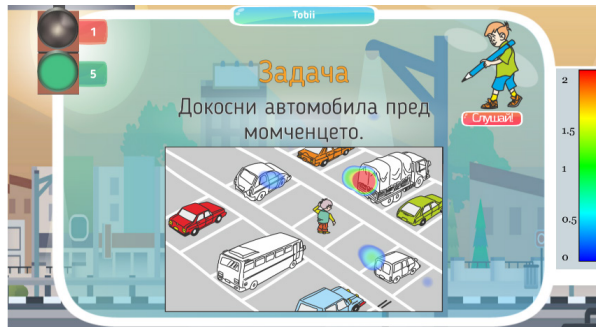 Tobii
1
5
Задача
Докосни автомобила пред
момченцето.
Слушай!
2
1.5
1
0.5
0